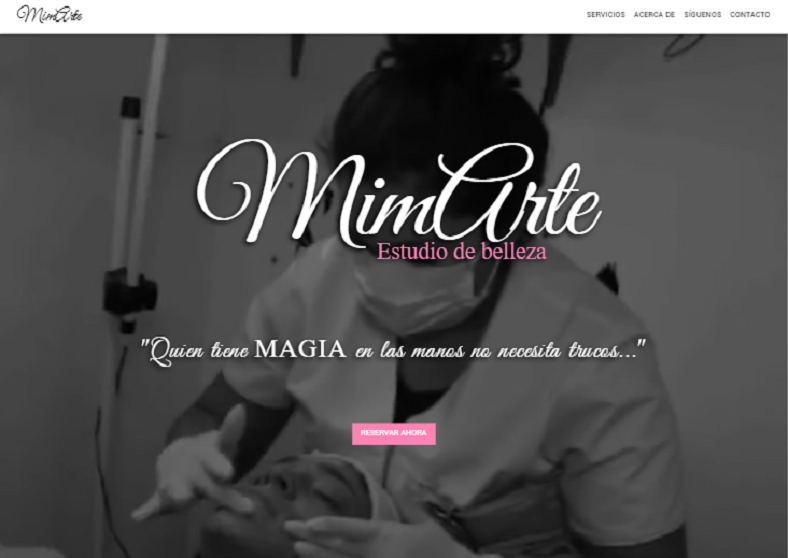 MimArte
SERVICIOS ACERCA DE SÍGUENOS CONTACTO
MimArte
Estudio de belleza
"Quien tiene MAGIA en las manos no necesita trucos..."
RESERVAR AHORA